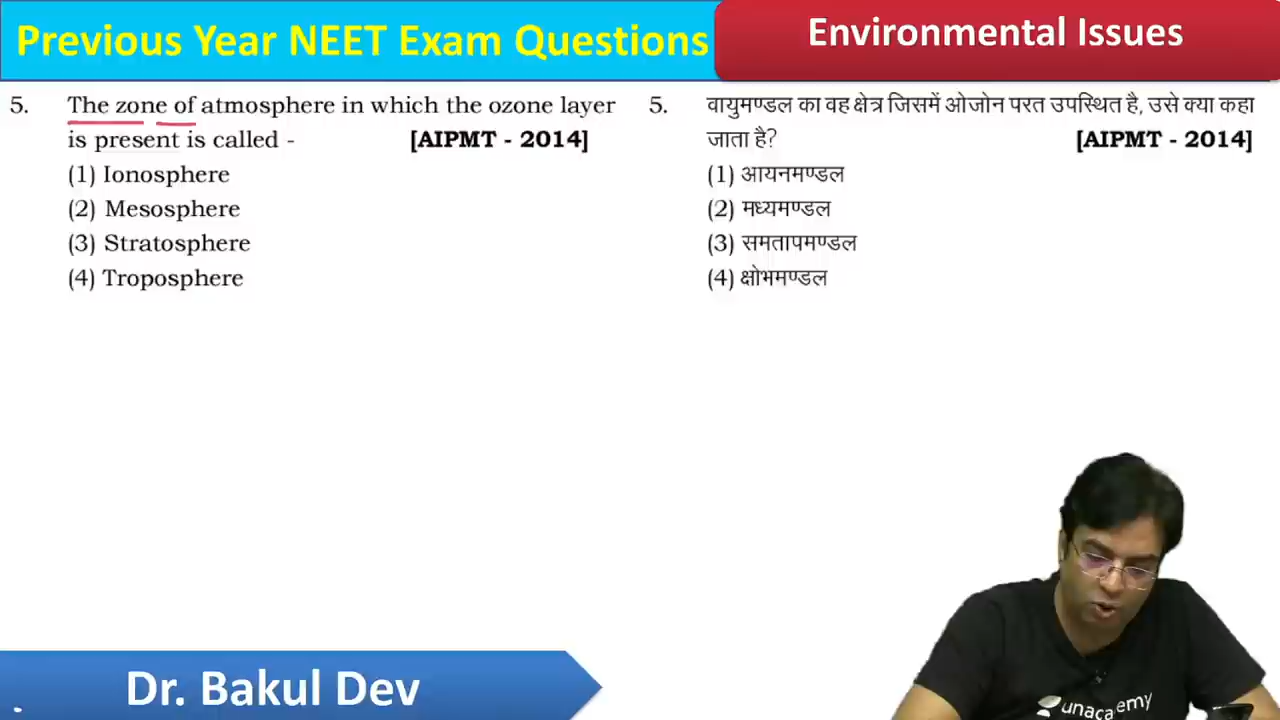 Previous Year NEET Exam Questions
Environmental Issues
5. The zone of atmosphere in which the ozone layer
is present is called - [AIPMT - 2014]
(1) Ionosphere
(2) Mesosphere
(3) Stratosphere
(4) Troposphere
5. वायुमण्डल का वह क्षेत्र जिसमें ओजोन परत उपस्थित है, उसे क्या कहा
जाता है? [AIPMT - 2014]
(1) आयनमण्डल
(2) मध्यमण्डल
(3) समतापमण्डल
(4) क्षोभमण्डल
Dr. Bakul Dev
unacademy